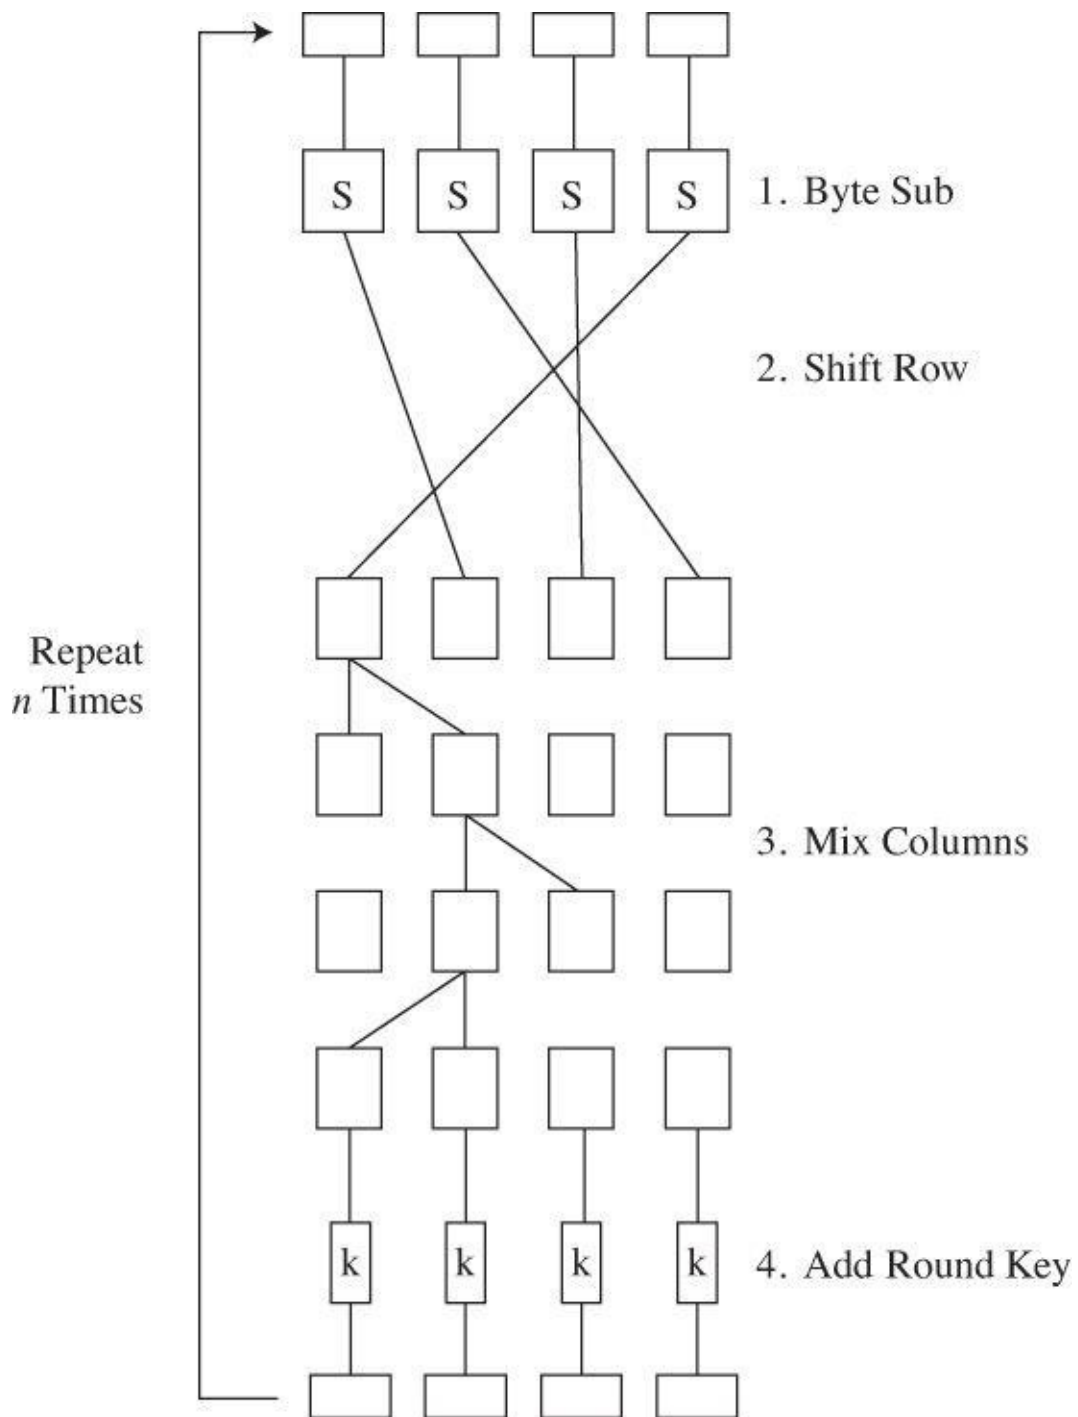 S S S S
1. Byte Sub
2. Shift Row
Repeat
n Times
3. Mix Columns
k k k k
4. Add Round Key